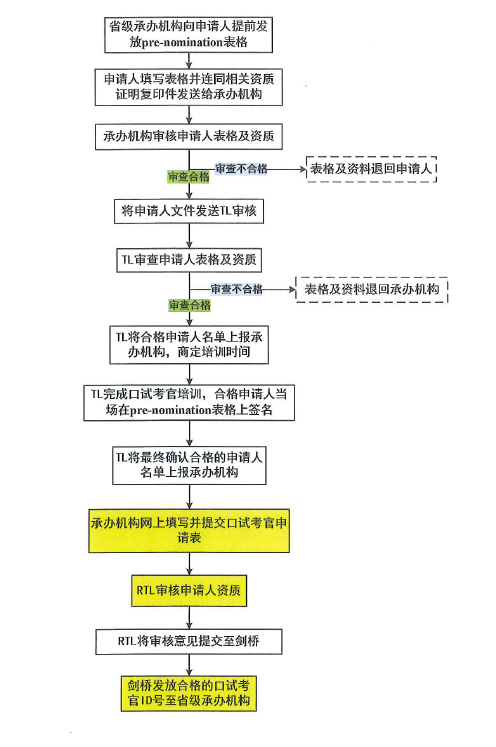 省级承办机构向申请人提前发
放pre-nomination表格
申请人填写表格并连同相关资质
证明复印件发送给承办机构
承办机构审核申请人表格及资质
审查不合格
表格及资料退回申请人
审查合格
将申请人文件发送TL审核
TL审查申请人表格及资质
审查不合格
表格及资料退回承办机构
审查合格
TL将合格申请人名单上报承
办机构，商定培训时间
TL完成口试考官培训，合格申请人当
场在pre-nomination表格上签名
TL将最终确认合格的申请人
名单上报承办机构
承办机构网上填写并提交口试考官申
请表
RTL审核申请人资质
RTL将审核意见提交至剑桥
剑桥发放合格的口试考
官ID号至省级承办机构